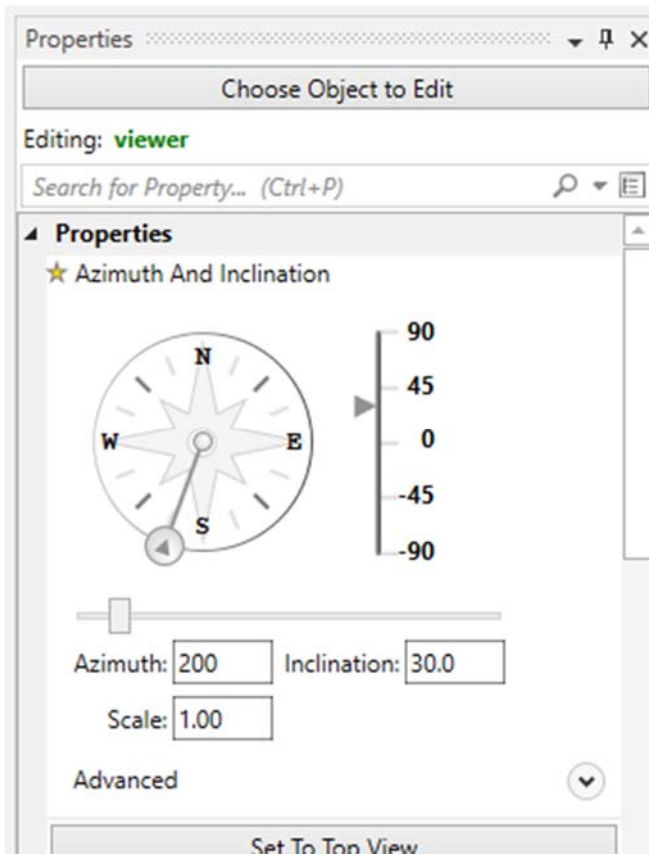 Properties
Choose Object to Edit
Editing: viewer
Search for Property... (Ctrl+P)
Properties
Azimuth And Inclination
N
W
E
S
90
45
0
-45
-90
Azimuth: 200 Inclination: 30.0
Scale: 1.00
Advanced
Set To Top View